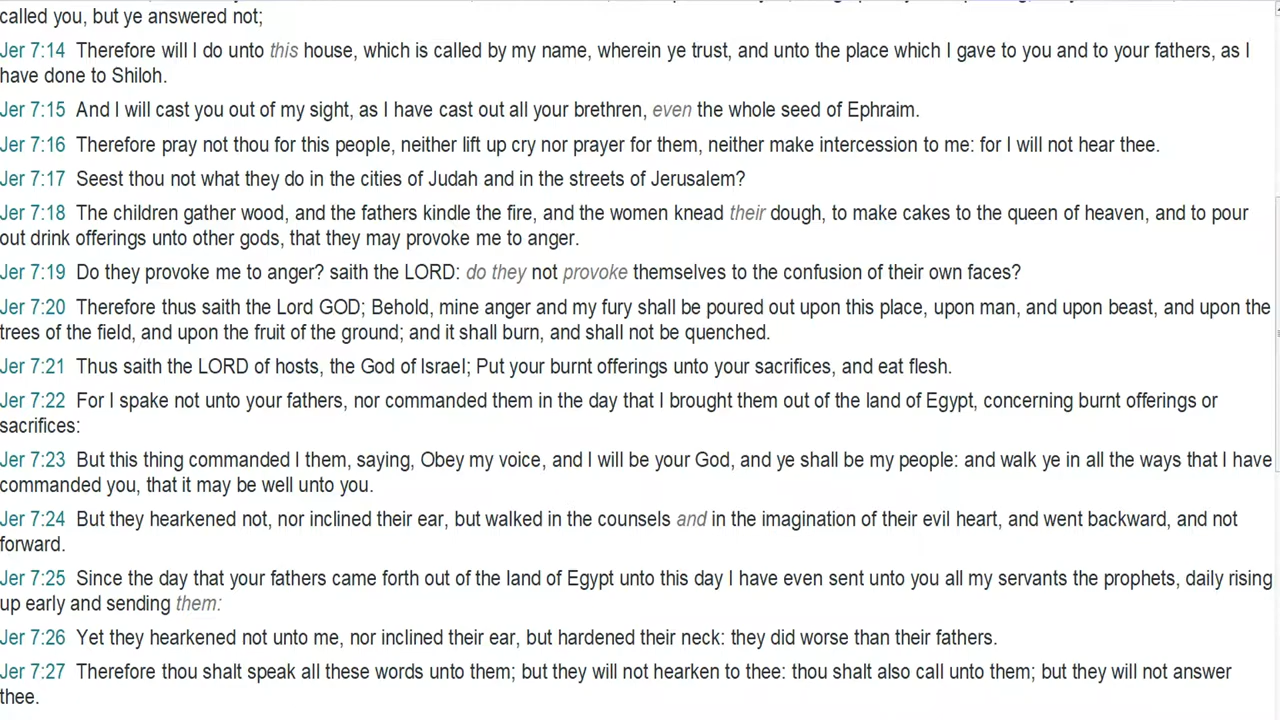 called you, but ye answered not;
Jer 7:14 Therefore will I do unto this house, which is called by my name, wherein ye trust, and unto the place which I gave to you and to your fathers, as I
have done to Shiloh.
Jer 7:15 And I will cast you out of my sight, as I have cast out all your brethren, even the whole seed of Ephraim.
Jer 7:16 Therefore pray not thou for this people, neither lift up cry nor prayer for them, neither make intercession to me: for I will not hear thee.
Jer 7:17 Seest thou not what they do in the cities of Judah and in the streets of Jerusalem?
Jer 7:18 The children gather wood, and the fathers kindle the fire, and the women knead their dough, to make cakes to the queen of heaven, and to pour
out drink offerings unto other gods, that they may provoke me to anger.
Jer 7:19 Do they provoke me to anger? saith the LORD: do they not provoke themselves to the confusion of their own faces?
Jer 7:20 Therefore thus saith the Lord GOD; Behold, mine anger and my fury shall be poured out upon this place, upon man, and upon beast, and upon the
trees of the field, and upon the fruit of the ground; and it shall burn, and shall not be quenched.
Jer 7:21 Thus saith the LORD of hosts, the God of Israel; Put your burnt offerings unto your sacrifices, and eat flesh.
Jer 7:22 For I spake not unto your fathers, nor commanded them in the day that I brought them out of the land of Egypt, concerning burnt offerings or
sacrifices:
Jer 7:23 But this thing commanded I them, saying, Obey my voice, and I will be your God, and ye shall be my people: and walk ye in all the ways that I have
commanded you, that it may be well unto you.
Jer 7:24 But they hearkened not, nor inclined their ear, but walked in the counsels and in the imagination of their evil heart, and went backward, and not
forward.
Jer 7:25 Since the day that your fathers came forth out of the land of Egypt unto this day I have even sent unto you all my servants the prophets, daily rising
up early and sending them:
Jer 7:26 Yet they hearkened not unto me, nor inclined their ear, but hardened their neck: they did worse than their fathers.
Jer 7:27 Therefore thou shalt speak all these words unto them; but they will not hearken to thee: thou shalt also call unto them; but they will not answer
thee.